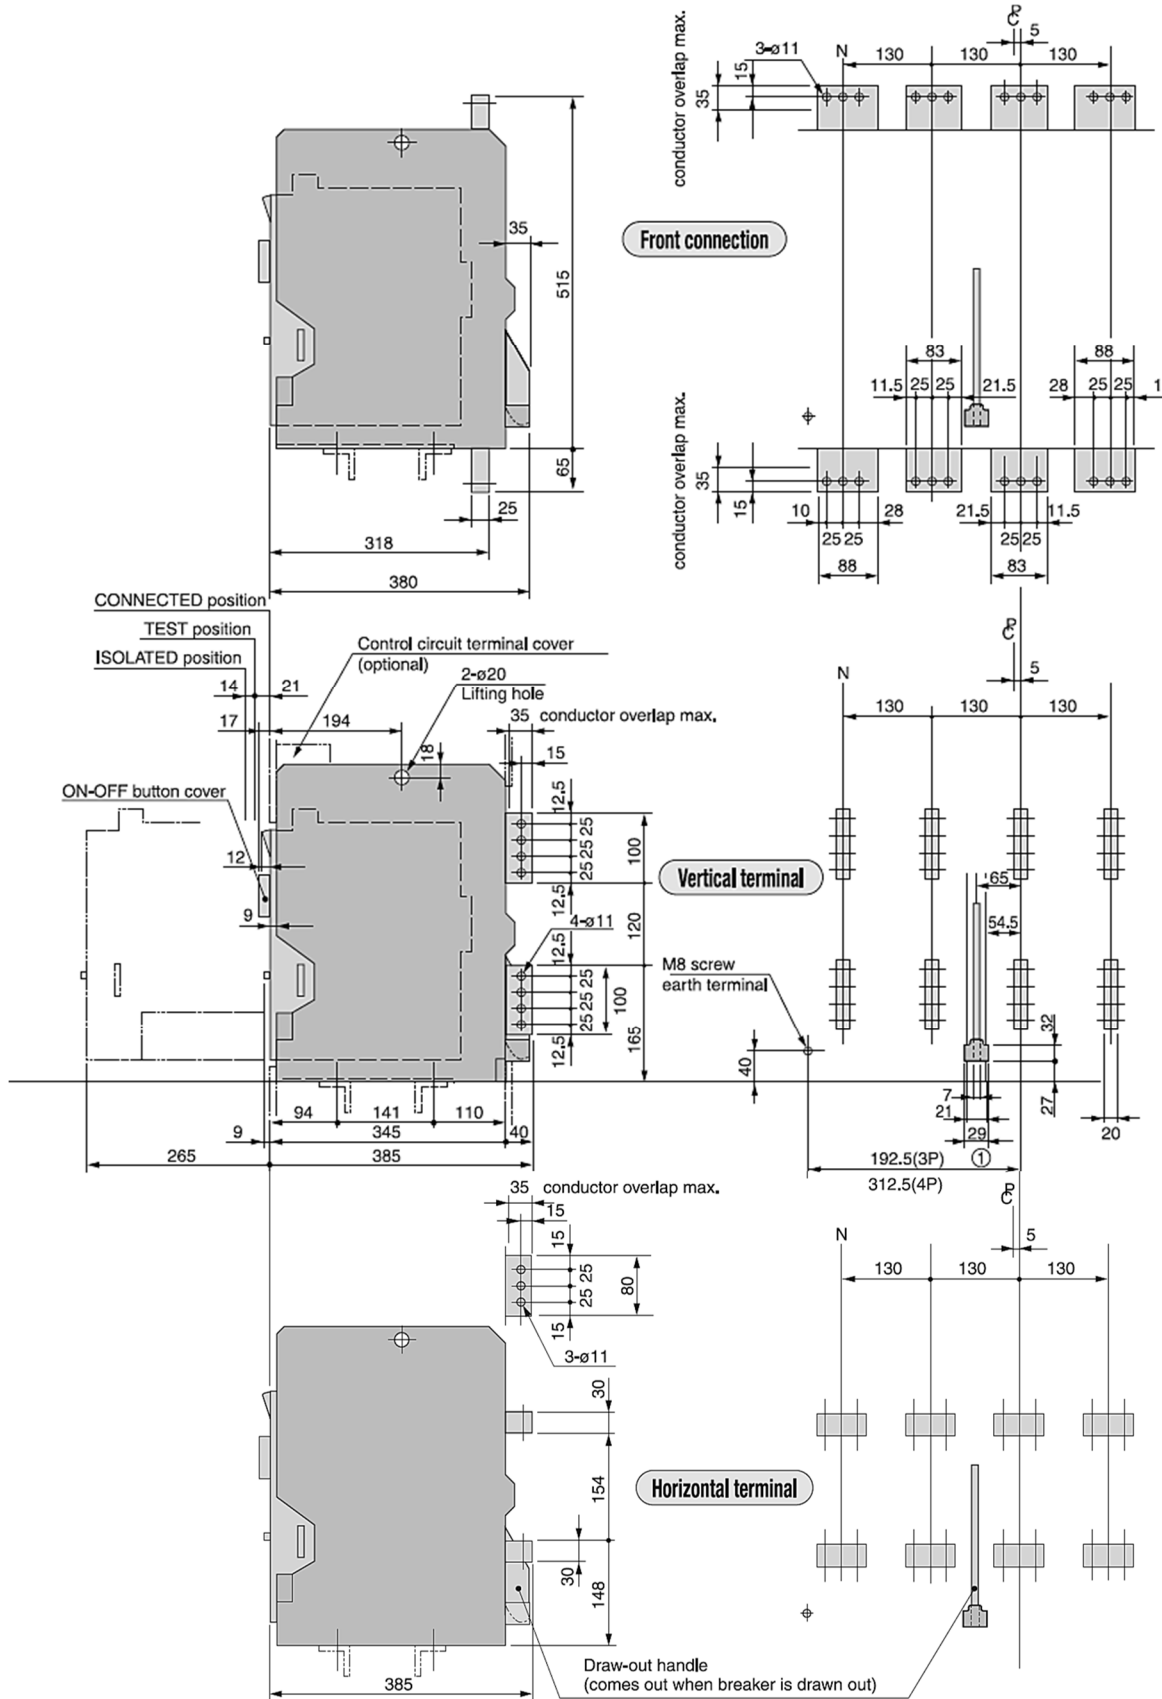 P
C
5
3-ø11
N
130
130
130
conductor overlap max.
15
35
Front connection
35
515
83
88
11.5
25
25
21.5
28
25
25
1
conductor overlap max.
35
15
65
10
28
21.5
11.5
25
25
25
25
25
318
88
83
380
CONNECTED position
TEST position
ISOLATED position
Control circuit terminal cover
(optional)
2-ø20
Lifting hole
14
21
17
194
18
35
conductor overlap max.
15
P
C
5
N
130
130
130
ON-OFF button cover
12.5
25
25
25
100
12
Vertical terminal
65
12.5
9
4-ø11
120
54.5
12.5
M8 screw
earth terminal
25
25
25
100
165
12.5
40
32
27
7
21
29
20
94
141
110
9
345
40
265
385
192.5(3P)
①
312.5(4P)
35
conductor overlap max.
15
P
C
5
N
130
130
130
15
25
25
80
15
3-ø11
30
154
Horizontal terminal
30
148
Draw-out handle
(comes out when breaker is drawn out)
385